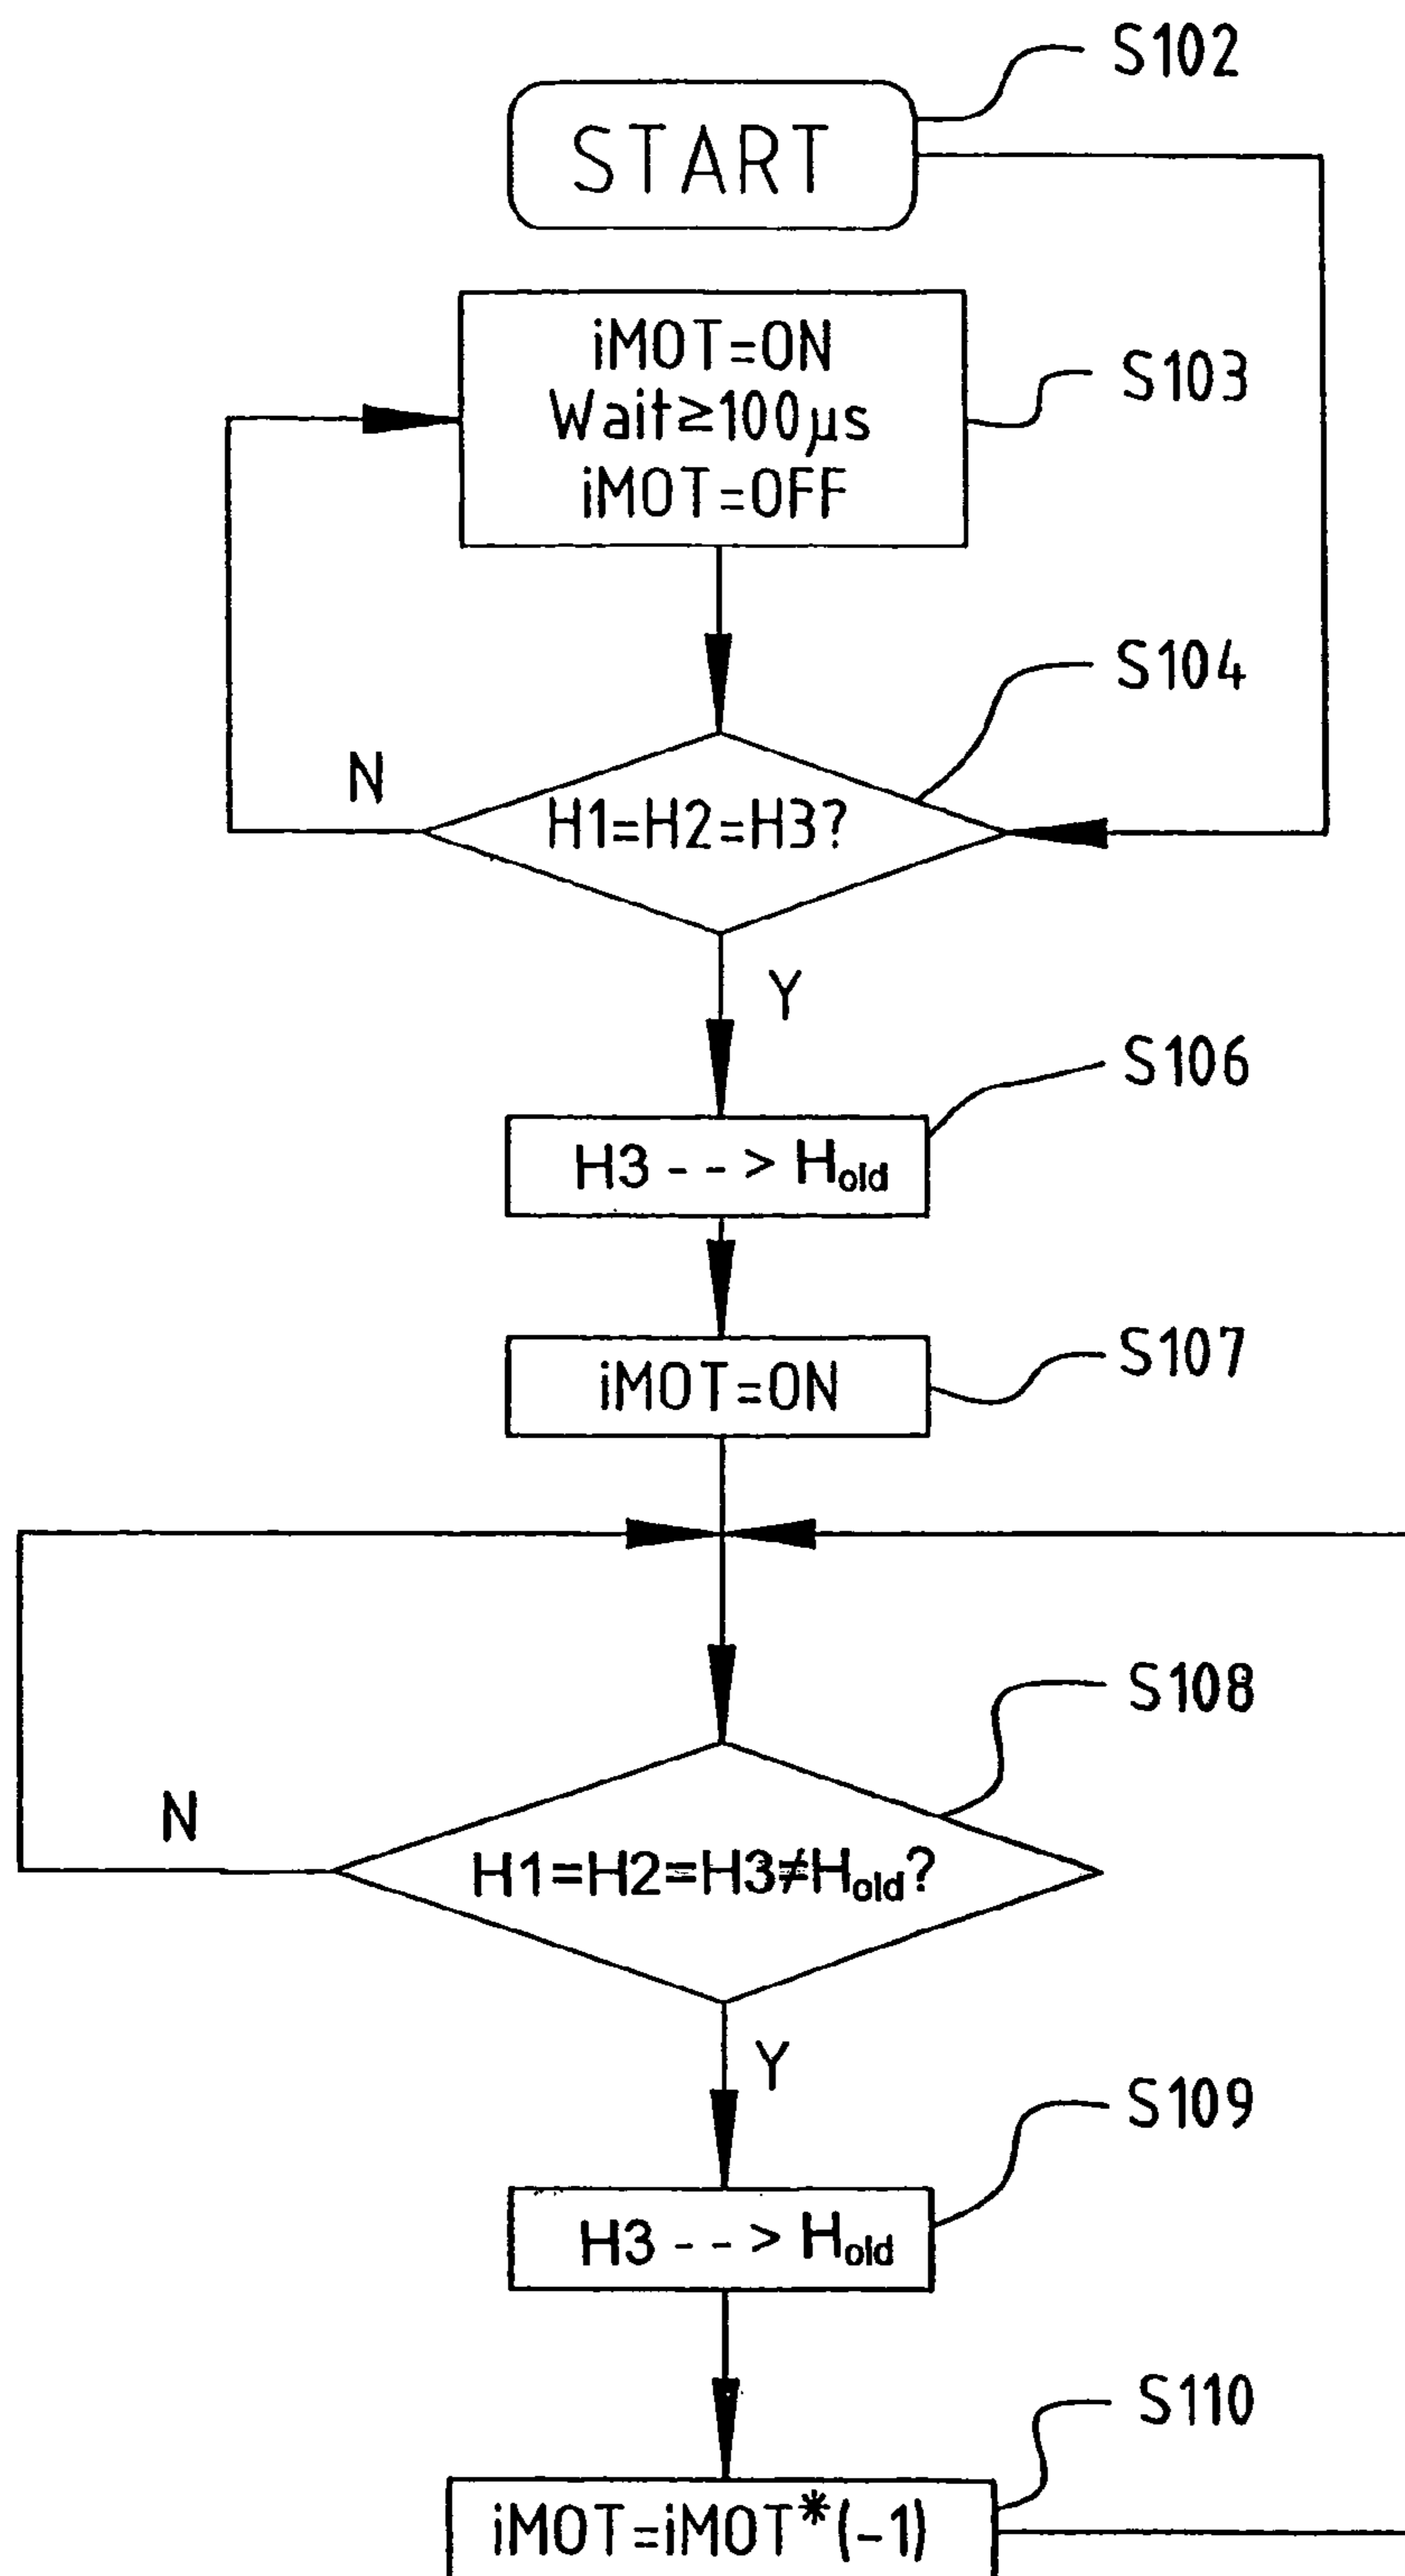 S102
START
iMOT=ON
Wait≥100µs
iMOT=OFF
S103
S104
N
H1=H2=H3?
Y
S106
H3 - - > Hold
S107
iMOT=ON
S108
N
H1=H2=H3≠Hold?
Y
S109
H3 - - > Hold
S110
iMOT=iMOT*(-1)